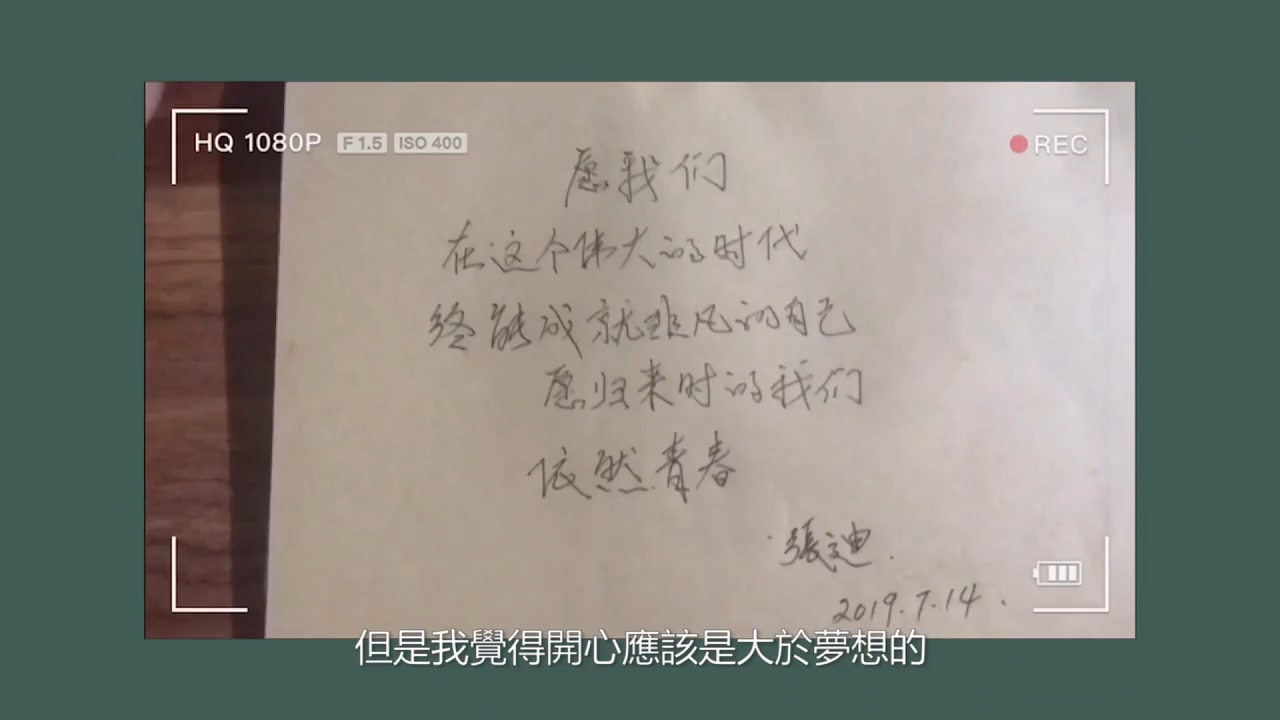 HQ 1080P F 1.5 ISO 400
REC
愿我们
在这个伟大的时代
终能成就非凡的自己
愿归来时的我们
依然青春
張迪.
2019.7.14.
但是我覺得開心應該是大於夢想的